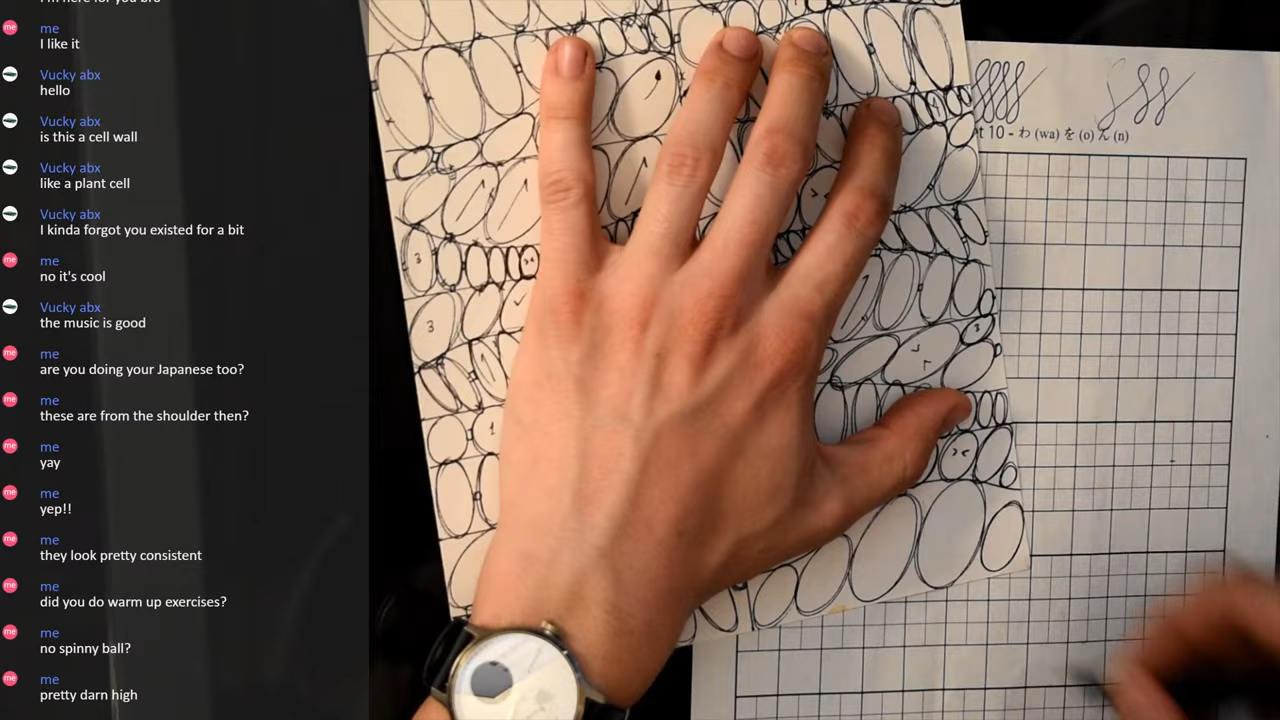 I'm here for you bro
me
I like it
Vucky abx
hello
Vucky abx
is this a cell wall
Vucky abx
like a plant cell
Vucky abx
I kinda forgot you existed for a bit
me
no it's cool
Vucky abx
the music is good
me
are you doing your Japanese too?
me
these are from the shoulder then?
me
yay
me
yep!!
me
they look pretty consistent
me
did you do warm up exercises?
me
no spinny ball?
me
pretty darn high
10 - わ (wa) を (o) ん (n)
3
3
1
3